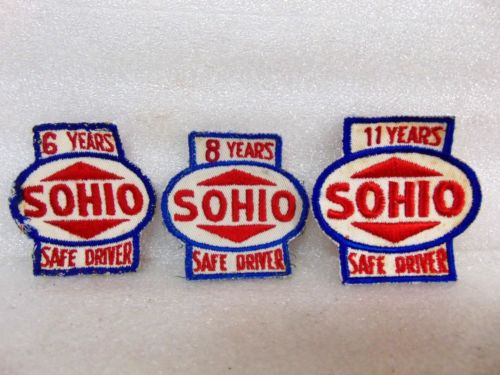 6 YEARS
SOHIO
SAFE DRIVER
8 YEARS
SOHIO
SAFE DRIVER
11 YEARS
SOHIO
SAFE DRIVER